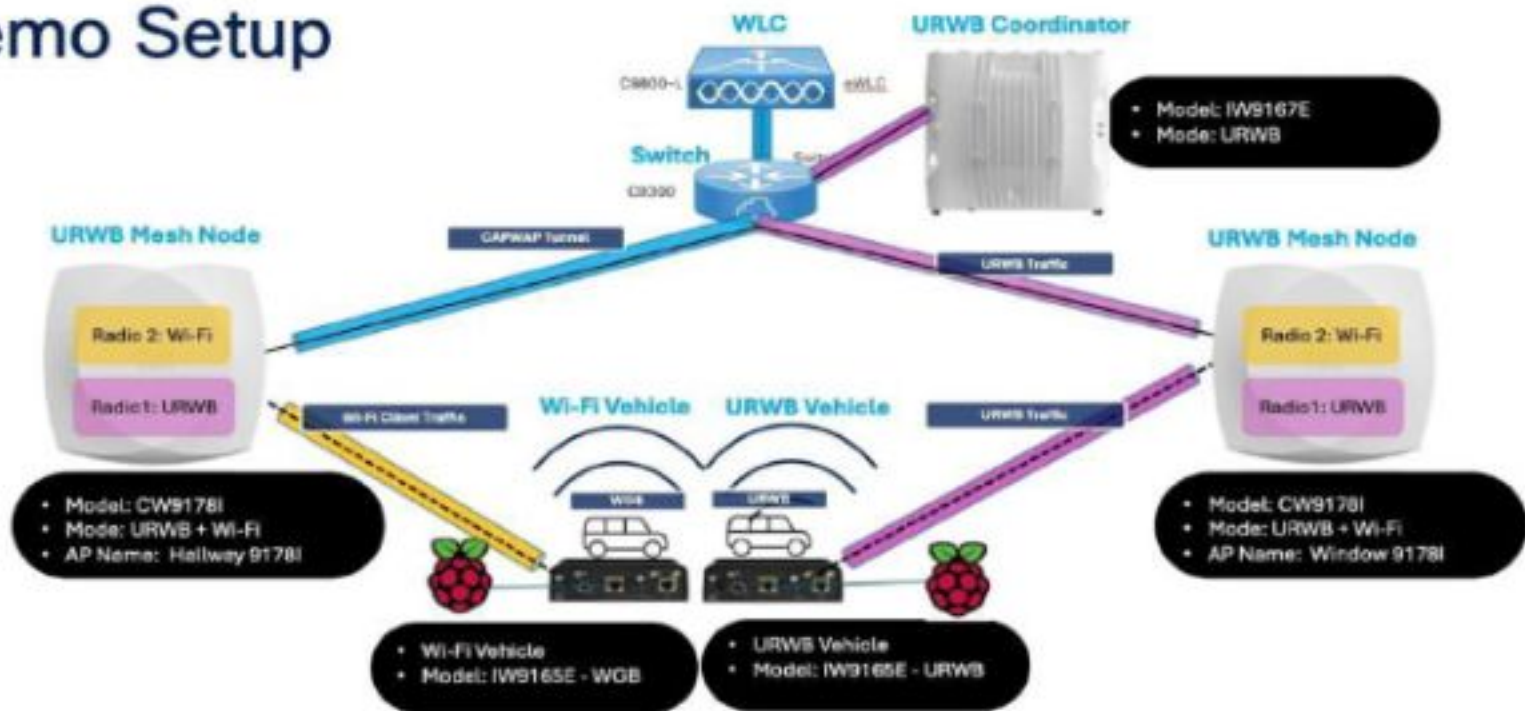 emo Setup
WLC
URWB Coordinator
C9800-L
eWLC
• Model: IW9167E
• Mode: URWB
Switch
C9300
URWB Mesh Node
CAPWAP Tunnel
URWB Traffic
URWB Mesh Node
Radio 2: Wi-Fi
Radio1: URWB
Radio 2: Wi-Fi
Radio1: URWB
Wi-Fi Client Traffic
Wi-Fi Vehicle
URWB Vehicle
URWB Traffic
WGB
URWB
• Model: CW9178I
• Mode: URWB + Wi-Fi
• AP Name: Hallway 9178I
• Model: CW9178I
• Mode: URWB + Wi-Fi
• AP Name: Window 9178I
• Wi-Fi Vehicle
• Model: IW9165E - WGB
• URWB Vehicle
• Model: IW9165E - URWB